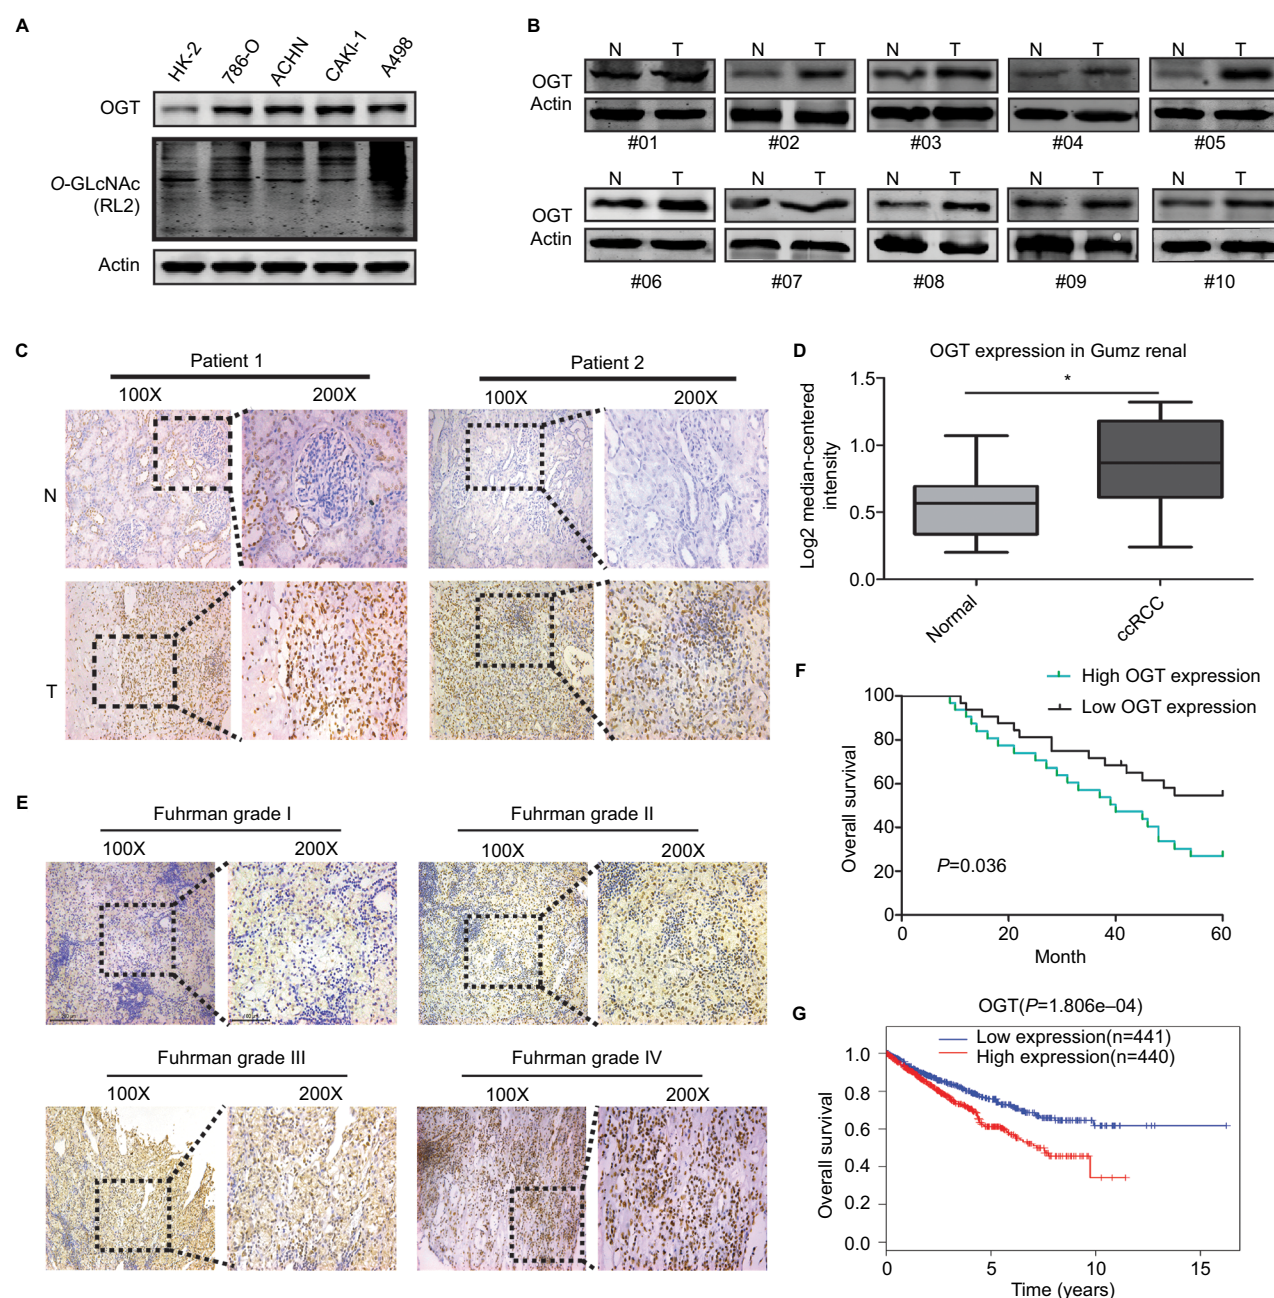 A
HK-2
786-O
ACHN
CAKI-1
A498
OGT
O-GLcNAc
(RL2)
Actin
B
N T N T N T N T N T
OGT
Actin
#01 #02 #03 #04 #05
N T N T N T N T N T
OGT
Actin
#06 #07 #08 #09 #10
C
Patient 1
100X 200X
Patient 2
100X 200X
N
T
D
OGT expression in Gumz renal
Log2 median-centered
intensity
1.5
*
1.0
0.5
0.0
Normal
ccRCC
E
Fuhrman grade I
100X 200X
Fuhrman grade II
100X 200X
Fuhrman grade III
100X 200X
Fuhrman grade IV
100X 200X
F
High OGT expression
Low OGT expression
Overall survival
100
80
60
40
20
0
P=0.036
0 20 40 60
Month
G
OGT(P=1.806e–04)
Low expression(n=441)
High expression(n=440)
Overall survival
1.0
0.8
0.6
0.4
0.2
0.0
0 5 10 15
Time (years)